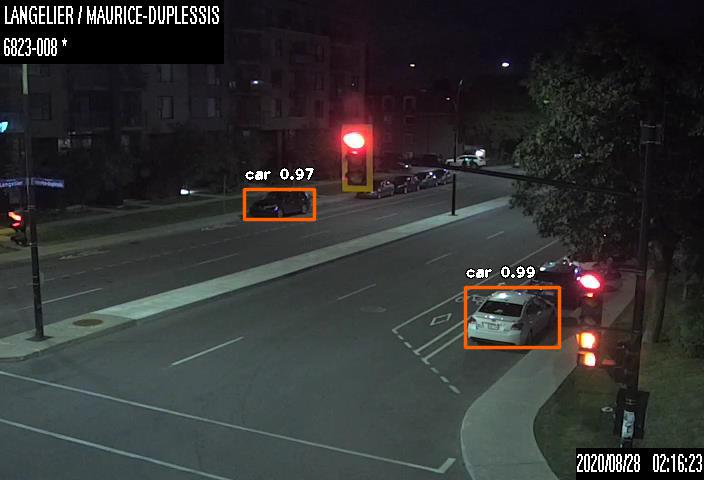 LANGELIER / MAURICE-DUPLESSIS
6823-008 *
car 0.97
car 0.99
2020/08/28 02:16:23